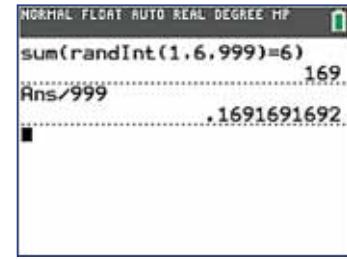 NORMAL FLOAT AUTO REAL DEGREE MP
sum(randInt(1,6,999)=6)
169
Ans/999
.1691691692